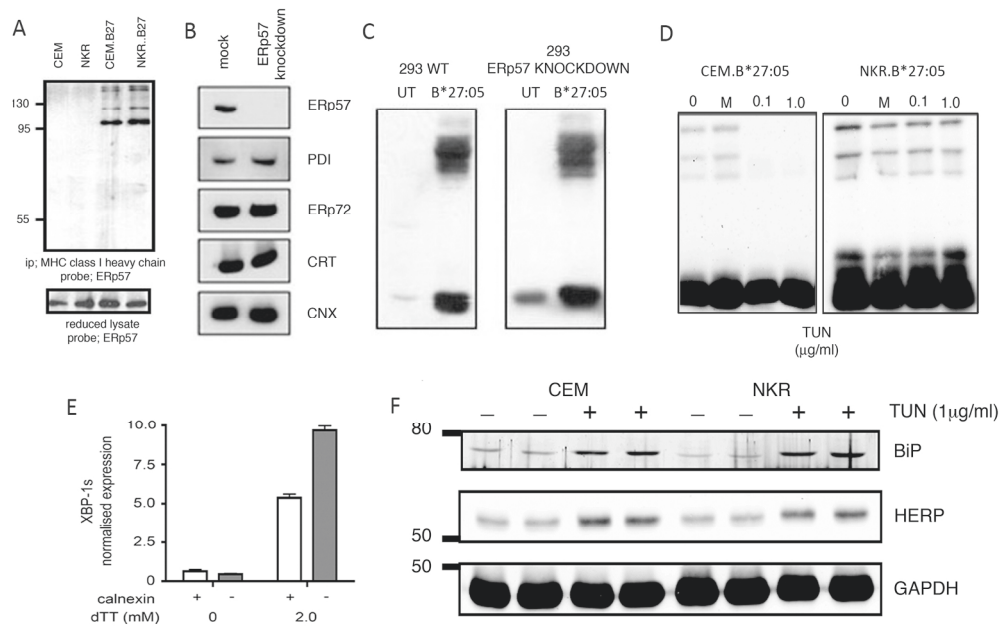 A
CEM
NKR
CEM.B27
NKR..B27
130
95
55
ip; MHC class I heavy chain
probe; ERp57
reduced lysate
probe; ERp57
B
mock
ERp57
knockdown
ERp57
PDI
ERp72
CRT
CNX
C
293 WT
293
ERp57 KNOCKDOWN
UT B*27:05 UT B*27:05
D
CEM.B*27:05 NKR.B*27:05
0 M 0.1 1.0 0 M 0.1 1.0
TUN
(μg/ml)
E
XBP-1s
normalised expression
10.0
7.5
5.0
2.5
0
calnexin + - + -
dTT (mM) 0 2.0
F
CEM NKR
− − + + − − + + TUN (1μg/ml)
80
BiP
HERP
50
50
GAPDH